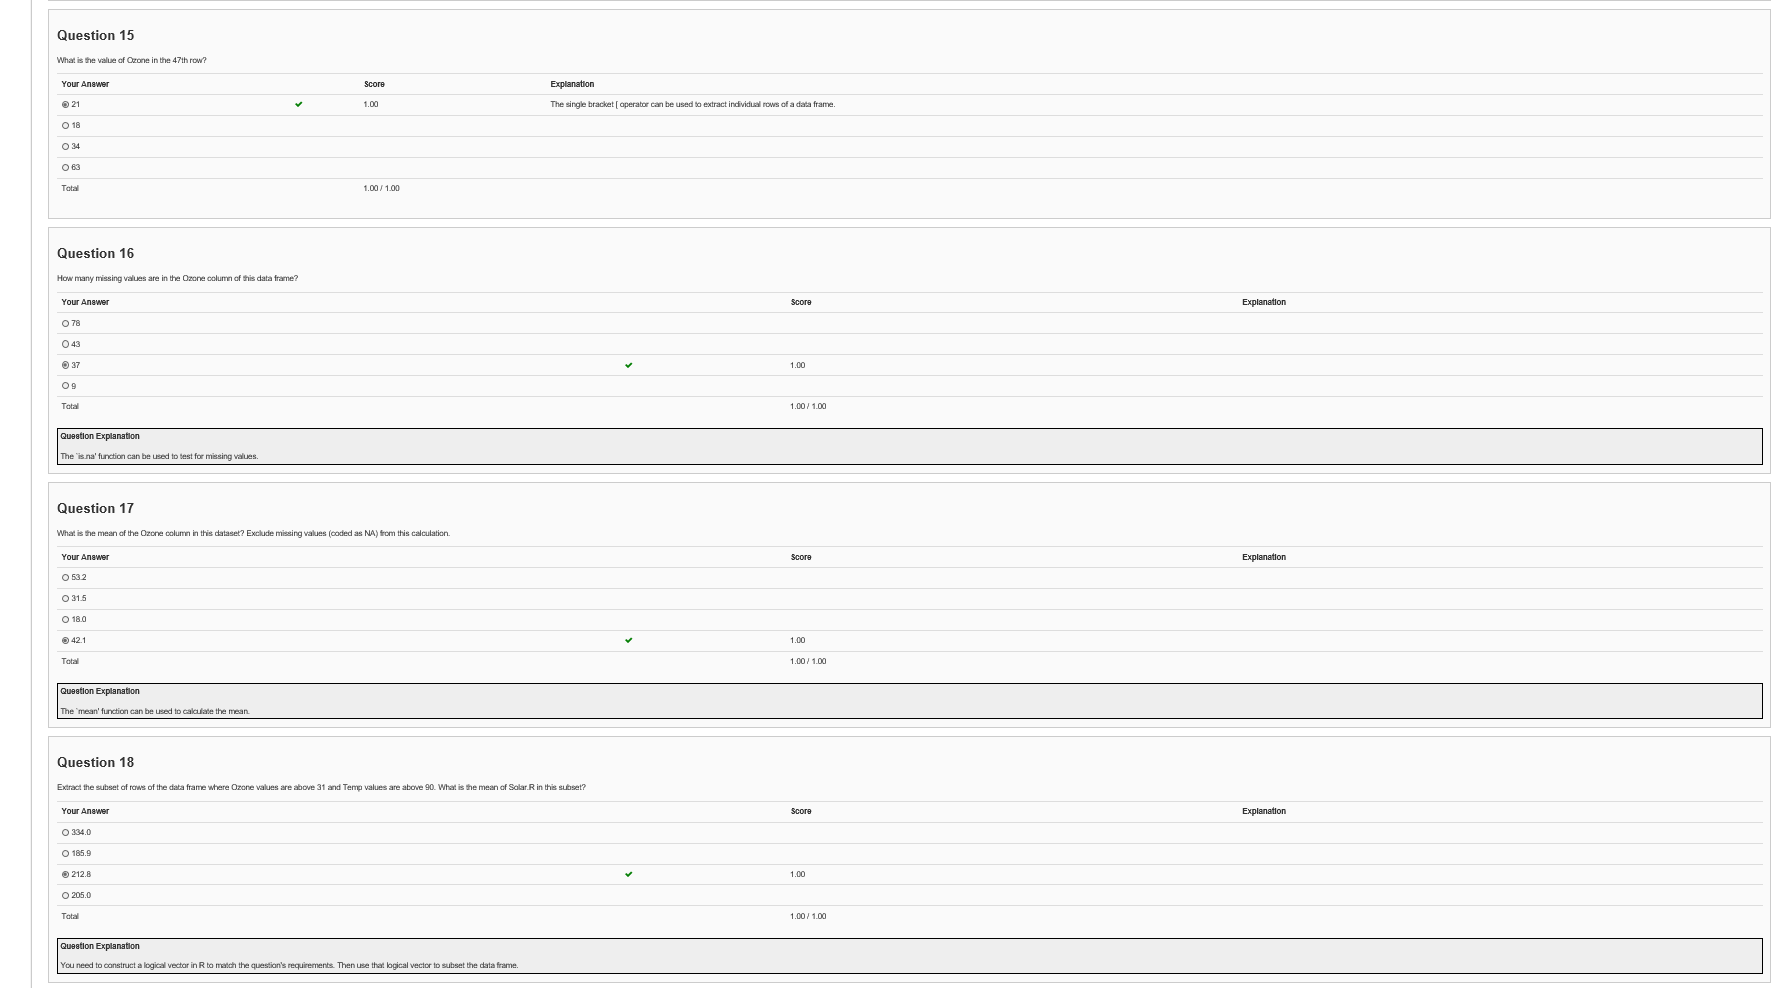 Question 15
What is the value of Ozone in the 47th row?
Your Answer Score Explanation
21 1.00 The single bracket [ operator can be used to extract individual rows of a data frame.
18
34
63
Total 1.00 / 1.00
Question 16
How many missing values are in the Ozone column of this data frame?
Your Answer Score Explanation
78
43
37 1.00
9
Total 1.00 / 1.00
Question Explanation
The `is.na' function can be used to test for missing values.
Question 17
What is the mean of the Ozone column in this dataset? Exclude missing values (coded as NA) from this calculation.
Your Answer Score Explanation
53.2
31.5
18.0
42.1 1.00
Total 1.00 / 1.00
Question Explanation
The `mean' function can be used to calculate the mean.
Question 18
Extract the subset of rows of the data frame where Ozone values are above 31 and Temp values are above 90. What is the mean of Solar.R in this subset?
Your Answer Score Explanation
334.0
185.9
212.8 1.00
205.0
Total 1.00 / 1.00
Question Explanation
You need to construct a logical vector in R to match the question's requirements. Then use that logical vector to subset the data frame.